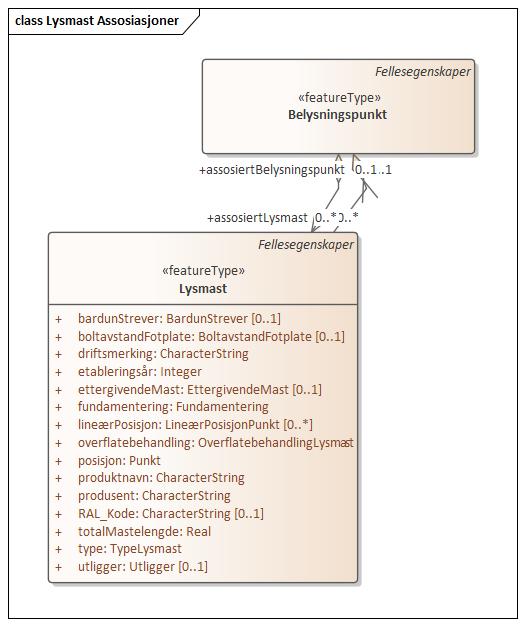 class Lysmast Assosiasjoner
Fellesegenskaper
«featureType»
Belysningspunkt
+assosiertBelysningspunkt 0..1..1
+assosiertLysmast 0..*0..*
Fellesegenskaper
«featureType»
Lysmast
+ bardunStrever: BardunStrever [0..1]
+ boltavstandFotplate: BoltavstandFotplate [0..1]
+ driftsmerking: CharacterString
+ etableringsår: Integer
+ ettergivendeMast: EttergivendeMast [0..1]
+ fundamentering: Fundamentering
+ lineærPosisjon: LineærPosisjonPunkt [0..*]
+ overflatebehandling: OverflatebehandlingLysmast
+ posisjon: Punkt
+ produktnavn: CharacterString
+ produsent: CharacterString
+ RAL_Kode: CharacterString [0..1]
+ totalMastelengde: Real
+ type: TypeLysmast
+ utligger: Utligger [0..1]